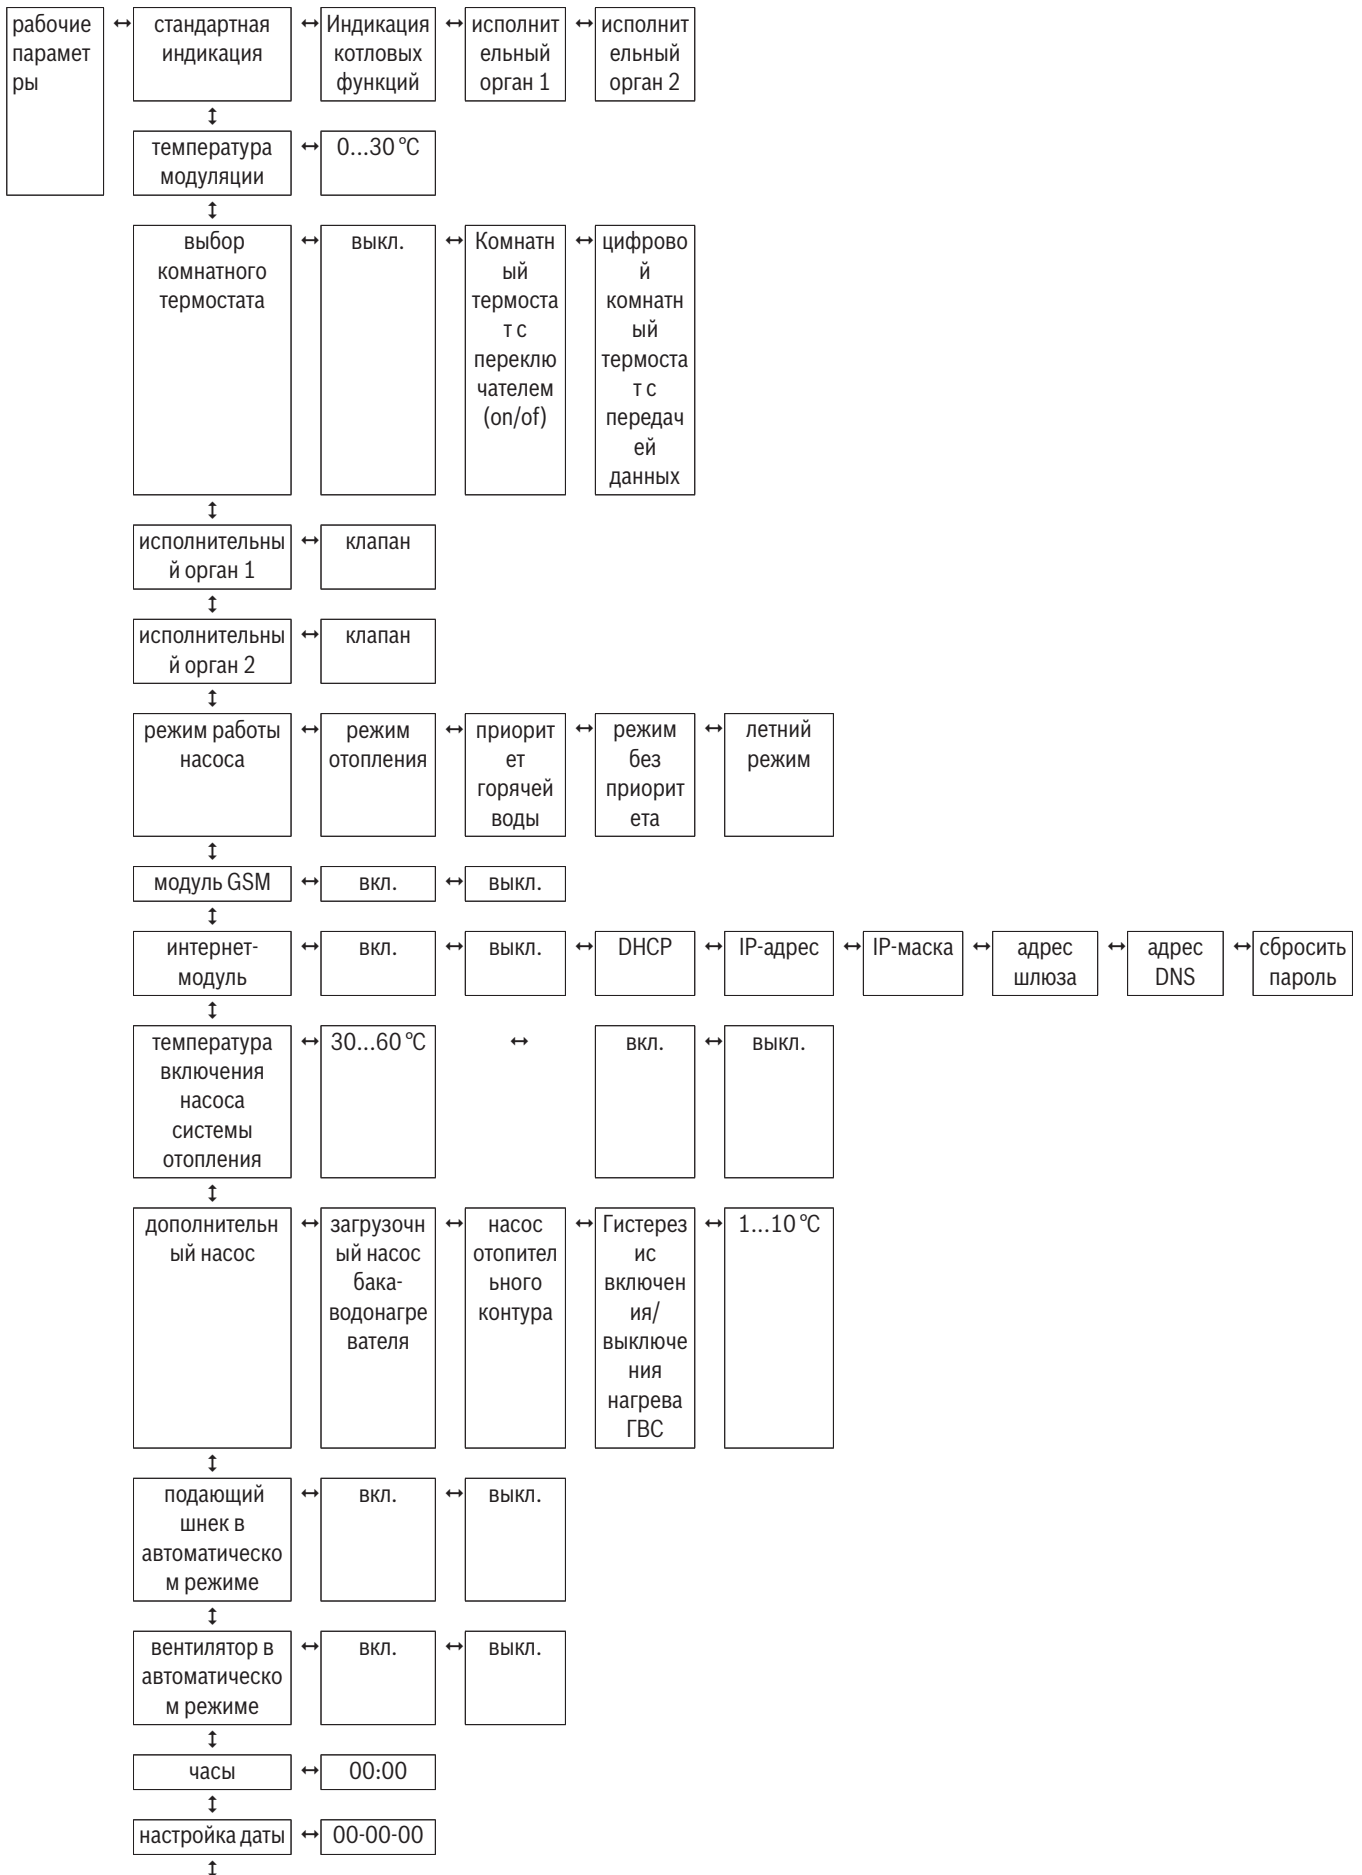 рабочие ↔ стандартная ↔ Индикация ↔ исполнит ↔ исполнит
парамет индикация котловых ельный ельный
ры функций орган 1 орган 2
↕
температура ↔ 0...30 °C
модуляции
↕
выбор ↔ выкл. ↔ Комнатн ↔ цифрово
комнатного ый й
термостата термоста комнатн
т с ый
переклю термоста
чателем т с
(on/of) передач
ей
данных
↕
исполнительны ↔ клапан
й орган 1
↕
исполнительны ↔ клапан
й орган 2
↕
режим работы ↔ режим ↔ приорит ↔ режим ↔ летний
насоса отопления ет без режим
горячей приорит
воды ета
↕
модуль GSM ↔ вкл. ↔ выкл.
↕
интернет- ↔ вкл. ↔ выкл. ↔ DHCP ↔ IP-адрес ↔ IP-маска ↔ адрес ↔ адрес ↔ сбросить
модуль шлюза DNS пароль
↕
температура ↔ 30...60 °C ↔ вкл. ↔ выкл.
включения
насоса
системы
отопления
↕
дополнительн ↔ загрузочн ↔ насос ↔ Гистерез ↔ 1...10 °C
ый насос ый насос отопител ис
бака- ьного включен
водонагре контура ия/
вателя выключе
ния
нагрева
ГВС
↕
подающий ↔ вкл. ↔ выкл.
шнек в
автоматическо
м режиме
↕
вентилятор в ↔ вкл. ↔ выкл.
автоматическо
м режиме
↕
часы ↔ 00:00
↕
настройка даты ↔ 00-00-00
↕